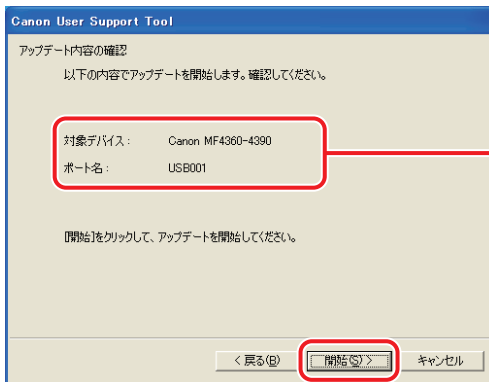 Canon User Support Tool
アップデート内容の確認
以下の内容でアップデートを開始します。確認してください。
対象デバイス： Canon MF4360-4390
ポート名： USB001
[開始]をクリックして、アップデートを開始してください。
< 戻る(B) 開始(S) > キャンセル